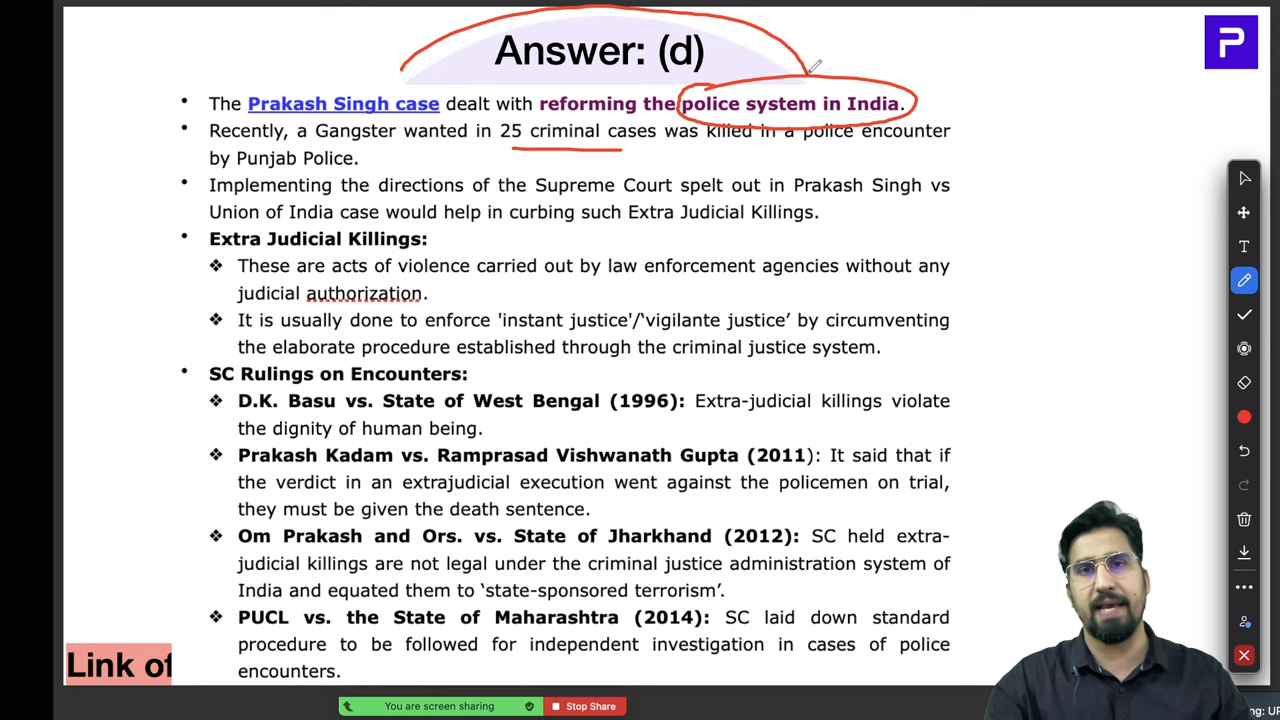 Answer: (d)
P
• The Prakash Singh case dealt with reforming the police system in India.
• Recently, a Gangster wanted in 25 criminal cases was killed in a police encounter
by Punjab Police.
• Implementing the directions of the Supreme Court spelt out in Prakash Singh vs
Union of India case would help in curbing such Extra Judicial Killings.
• Extra Judicial Killings:
❖ These are acts of violence carried out by law enforcement agencies without any
judicial authorization.
❖ It is usually done to enforce 'instant justice'/‘vigilante justice’ by circumventing
the elaborate procedure established through the criminal justice system.
• SC Rulings on Encounters:
❖ D.K. Basu vs. State of West Bengal (1996): Extra-judicial killings violate
the dignity of human being.
❖ Prakash Kadam vs. Ramprasad Vishwanath Gupta (2011): It said that if
the verdict in an extrajudicial execution went against the policemen on trial,
they must be given the death sentence.
❖ Om Prakash and Ors. vs. State of Jharkhand (2012): SC held extra-
judicial killings are not legal under the criminal justice administration system of
India and equated them to ‘state-sponsored terrorism’.
❖ PUCL vs. the State of Maharashtra (2014): SC laid down standard
procedure to be followed for independent investigation in cases of police
encounters.
Link of
T
You are screen sharing
Stop Share
ng: UP